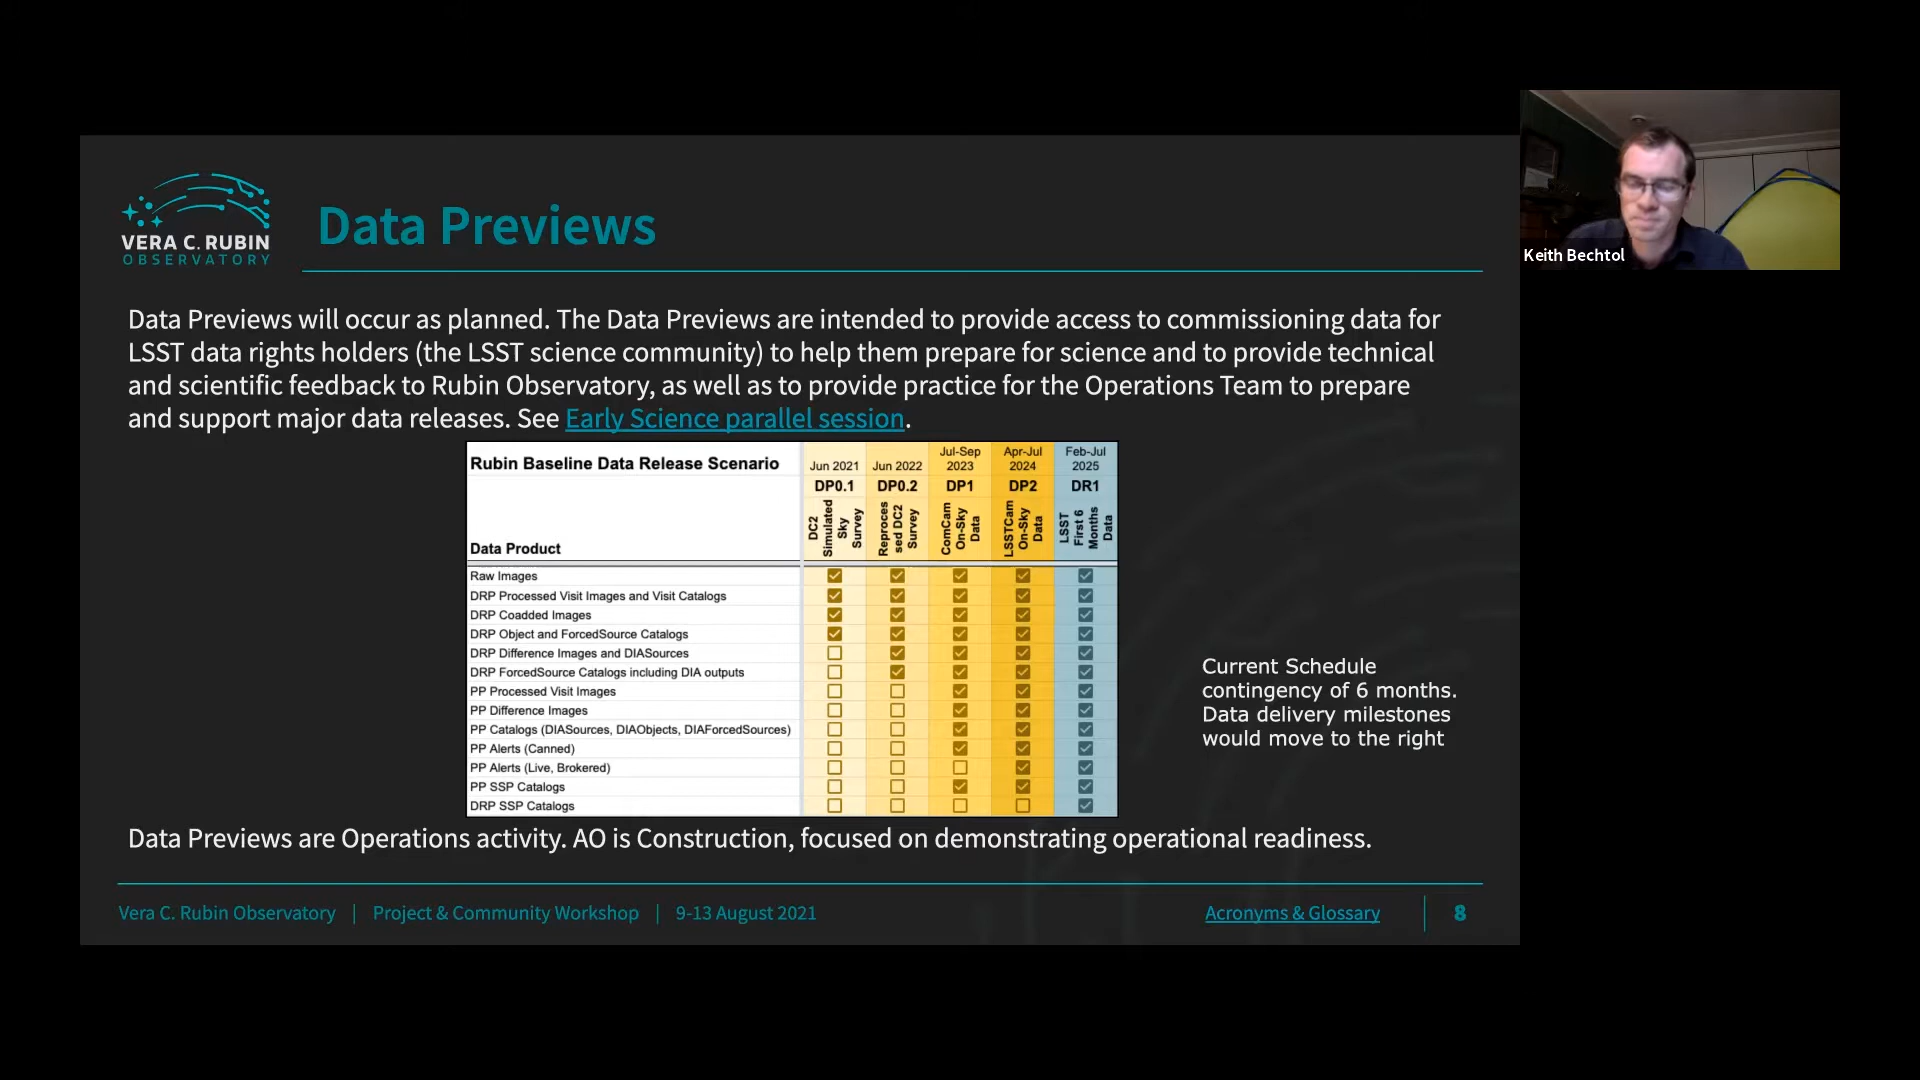 VERA C. RUBIN
OBSERVATORY
Data Previews
Data Previews will occur as planned. The Data Previews are intended to provide access to commissioning data for
LSST data rights holders (the LSST science community) to help them prepare for science and to provide technical
and scientific feedback to Rubin Observatory, as well as to provide practice for the Operations Team to prepare
and support major data releases. See Early Science parallel session.
Rubin Baseline Data Release Scenario
Jun 2021
Jun 2022
Jul-Sep
2023
Apr-Jul
2024
Feb-Jul
2025
DP0.1
DP0.2
DP1
DP2
DR1
Data Product
DC2
Simulated
Sky
Survey
Reproces
sed DC2
Survey
ComCam
On-Sky
Data
LSSTCam
On-Sky
Data
LSST
First 6
Months
Data
Raw Images
DRP Processed Visit Images and Visit Catalogs
DRP Coadded Images
DRP Object and ForcedSource Catalogs
DRP Difference Images and DIASources
DRP ForcedSource Catalogs including DIA outputs
PP Processed Visit Images
PP Difference Images
PP Catalogs (DIASources, DIAObjects, DIAForcedSources)
PP Alerts (Canned)
PP Alerts (Live, Brokered)
PP SSP Catalogs
DRP SSP Catalogs
Current Schedule
contingency of 6 months.
Data delivery milestones
would move to the right
Data Previews are Operations activity. AO is Construction, focused on demonstrating operational readiness.
Vera C. Rubin Observatory | Project & Community Workshop | 9-13 August 2021
Acronyms & Glossary
8
Keith Bechtol